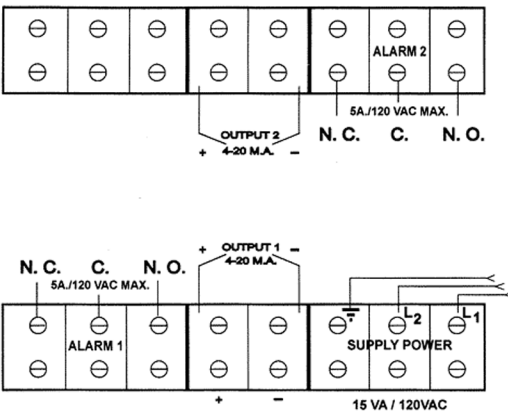 ALARM 2
5A./120 VAC MAX.
N. C. C. N. O.
OUTPUT 2
+ 4-20 M.A. −
+ OUTPUT 1 −
4-20 M.A.
N. C. C. N. O.
5A./120 VAC MAX.
L2 L1
ALARM 1
SUPPLY POWER
+ −
15 VA / 120VAC